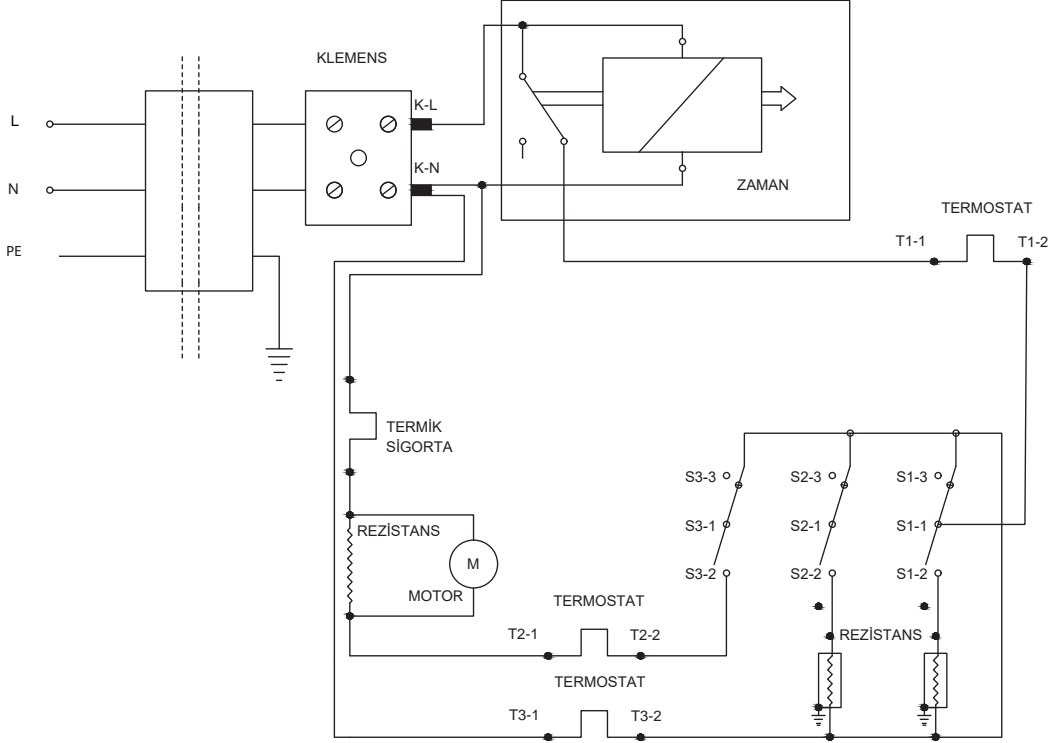 KLEMENS
K-L
L
K-N
N
ZAMAN
PE
TERMOSTAT
T1-1
T1-2
TERMİK
SİGORTA
S3-3
S2-3
S1-3
S3-1
S2-1
S1-1
REZİSTANS
M
S3-2
S2-2
S1-2
MOTOR
TERMOSTAT
T2-1
T2-2
REZİSTANS
TERMOSTAT
T3-1
T3-2